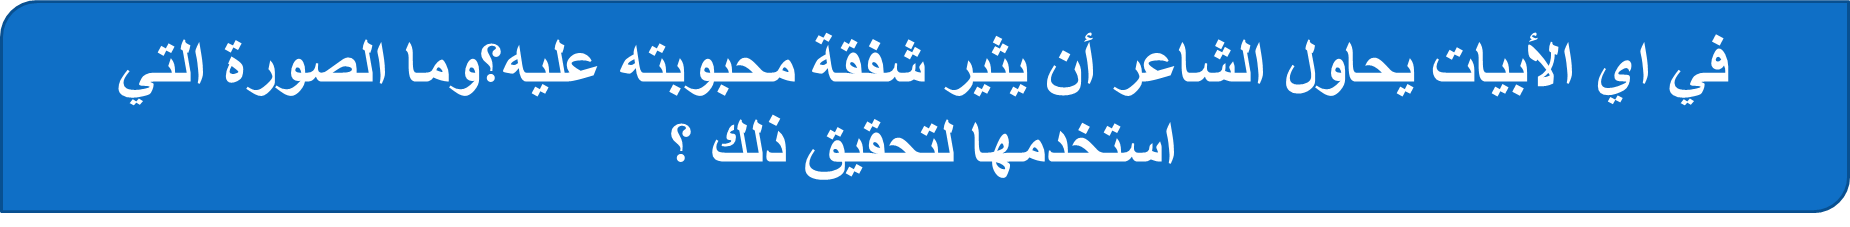 في اي الأبيات يحاول الشاعر أن يثير شفقة محبوبته عليه؟وما الصورة التي
استخدمها لتحقيق ذلك ؟